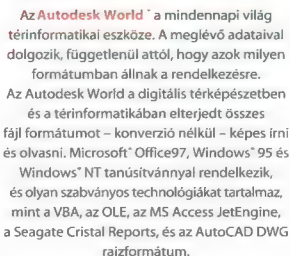 Az Autodesk World™ a mindennapi világ
térinformatikai eszköze. A meglévő adataival
dolgozik, függetlenül attól, hogy azok milyen
formátumban állnak a rendelkezésre.
Az Autodesk World a digitális térképészetben
és a térinformatikában elterjedt összes
fájl formátumot – konverzió nélkül – képes írni
és olvasni. Microsoft® Office97, Windows® 95 és
Windows® NT tanúsítvánnyal rendelkezik,
és olyan szabványos technológiákat tartalmaz,
mint a VBA, az OLE, az MS Access JetEngine,
a Seagate Cristal Reports, és az AutoCAD DWG
rajzformátum.